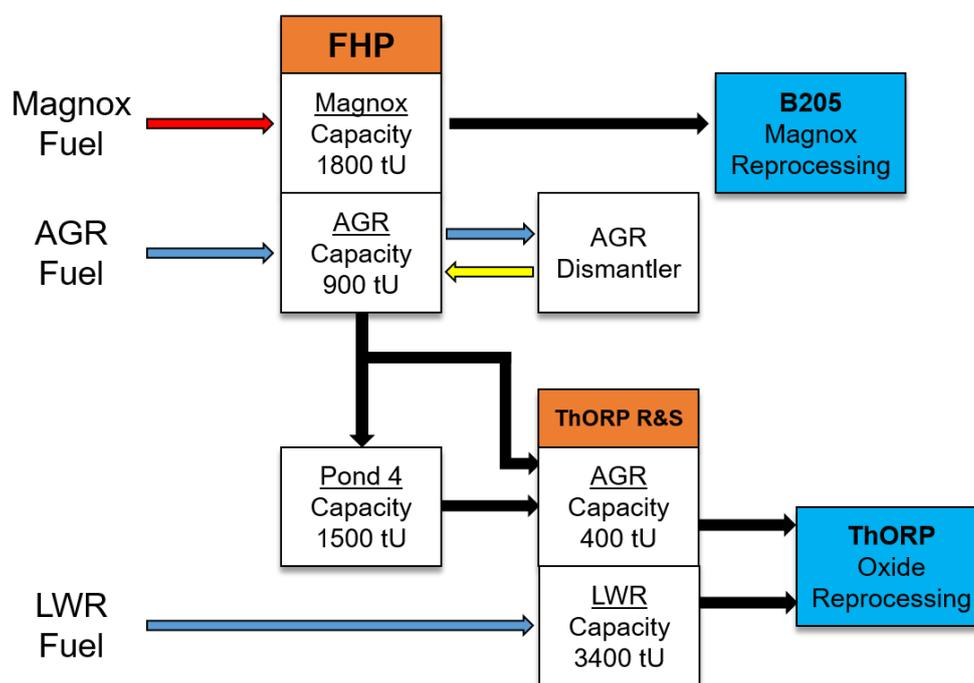 FHP
Magnox
Fuel
Magnox
Capacity
1800 tU
B205
Magnox
Reprocessing
AGR
Fuel
AGR
Capacity
900 tU
AGR
Dismantler
ThORP R&S
Pond 4
Capacity
1500 tU
AGR
Capacity
400 tU
ThORP
Oxide
Reprocessing
LWR
Fuel
LWR
Capacity
3400 tU